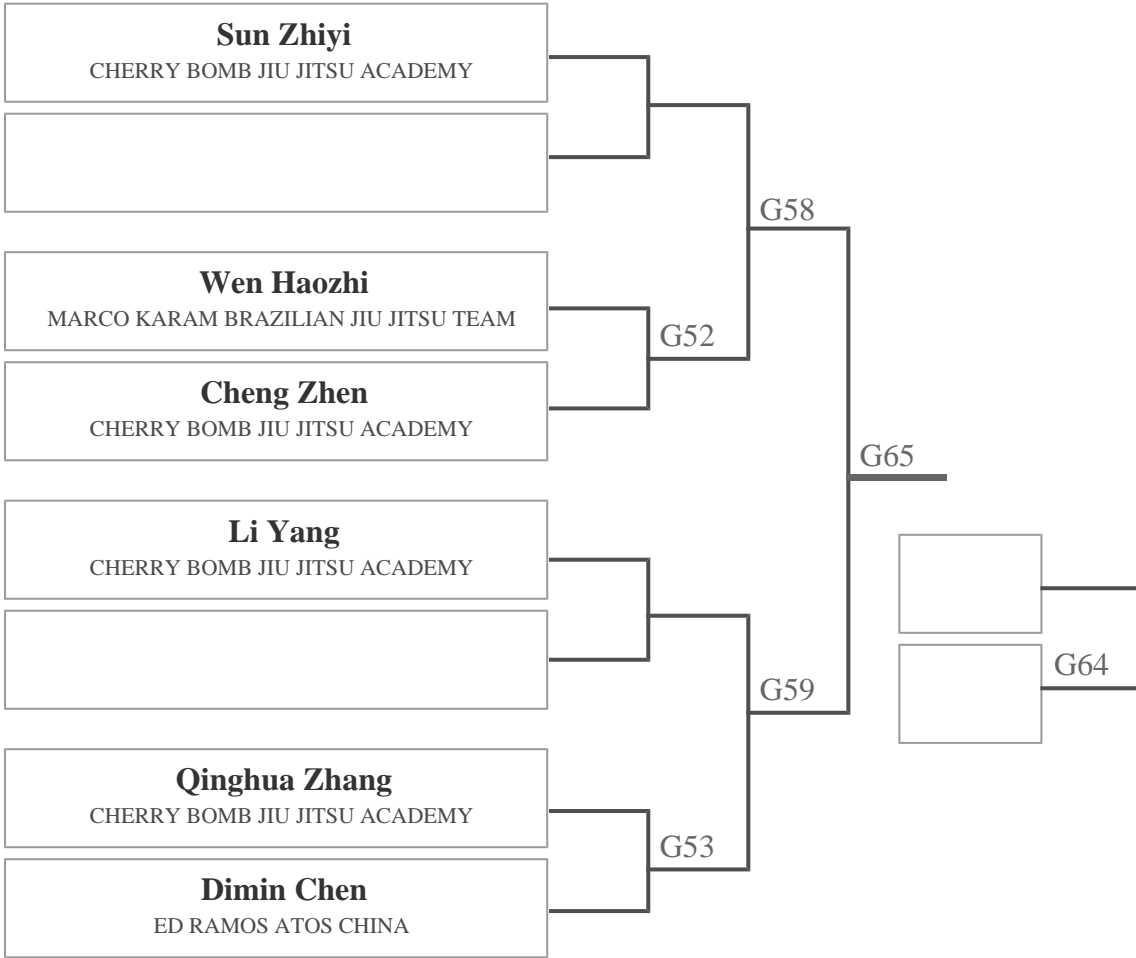 Sun Zhiyi
CHERRY BOMB JIU JITSU ACADEMY
G58
Wen Haozhi
MARCO KARAM BRAZILIAN JIU JITSU TEAM
G52
Cheng Zhen
CHERRY BOMB JIU JITSU ACADEMY
G65
Li Yang
CHERRY BOMB JIU JITSU ACADEMY
G64
G59
Qinghua Zhang
CHERRY BOMB JIU JITSU ACADEMY
G53
Dimin Chen
ED RAMOS ATOS CHINA